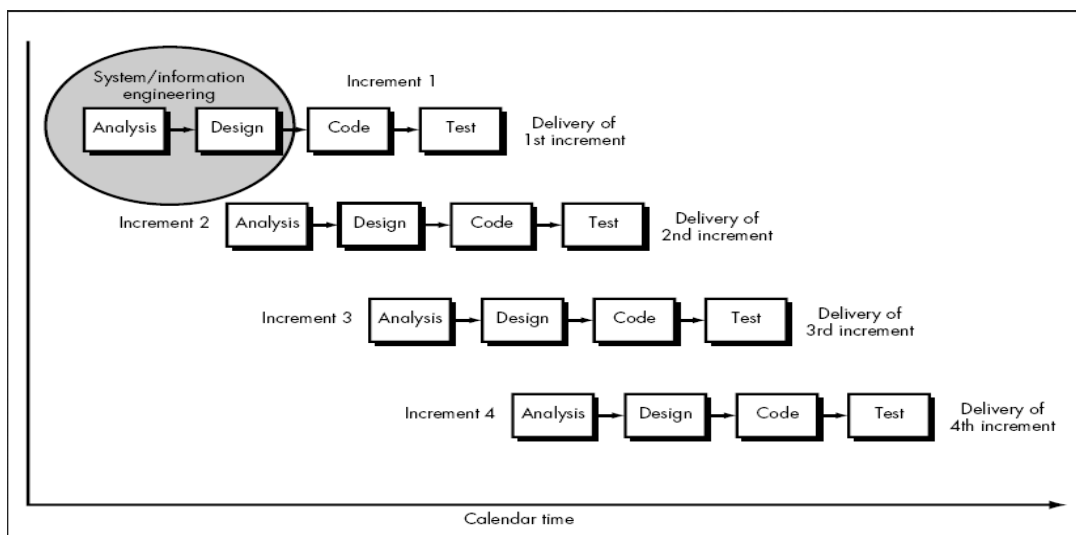 System/information
engineering
Increment 1
Analysis
Design
Code
Test
Delivery of
1st increment
Increment 2
Analysis
Design
Code
Test
Delivery of
2nd increment
Increment 3
Analysis
Design
Code
Test
Delivery of
3rd increment
Increment 4
Analysis
Design
Code
Test
Delivery of
4th increment
Calendar time